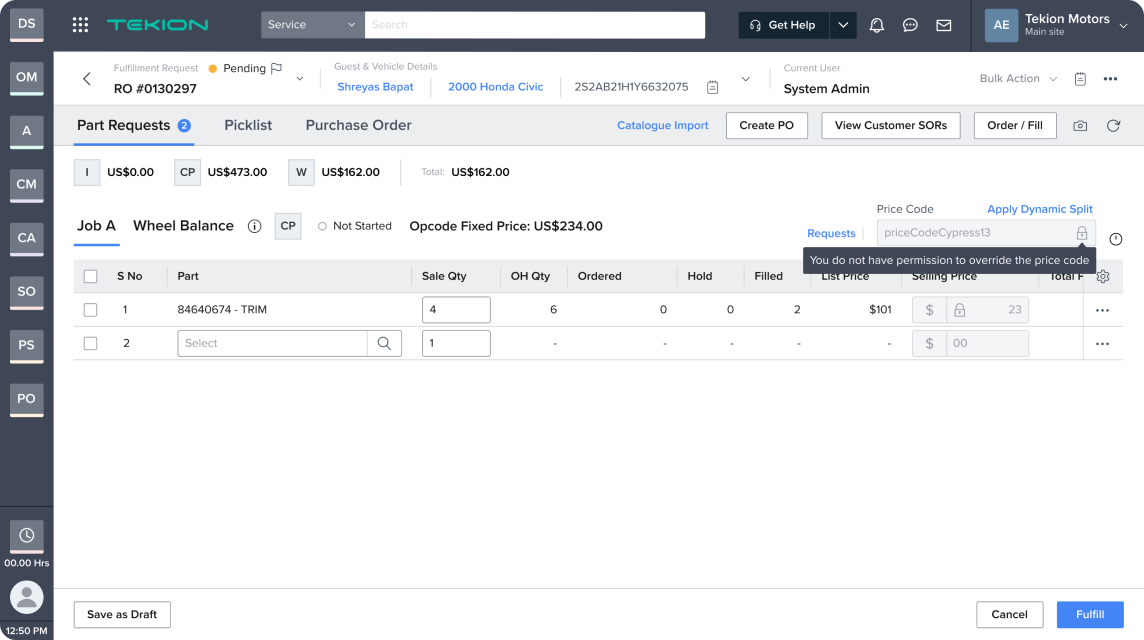 DS
OM
A
CM
CA
SO
PS
PO
00.00 Hrs
12:50 PM
TEKION
Service
Search
Get Help
AE
Tekion Motors
Main site
Fulfillment Request
Pending
RO #0130297
Guest & Vehicle Details
Shreyas Bapat
2000 Honda Civic
2S2AB21H1Y6632075
Current User
System Admin
Bulk Action
Part Requests 2
Picklist
Purchase Order
Catalogue Import
Create PO
View Customer SORs
Order / Fill
I US$0.00
CP US$473.00
W US$162.00
Total: US$162.00
Job A
Wheel Balance
CP
Not Started
Opcode Fixed Price: US$234.00
Requests
Price Code
Apply Dynamic Split
priceCodeCypress13
You do not have permission to override the price code
S No Part Sale Qty OH Qty Ordered Hold Filled List Price Selling Price Total
1 84640674 - TRIM 4 6 0 0 2 $101 $ 23
2 Select 1 - - - - - $ 00
Save as Draft
Cancel
Fulfill